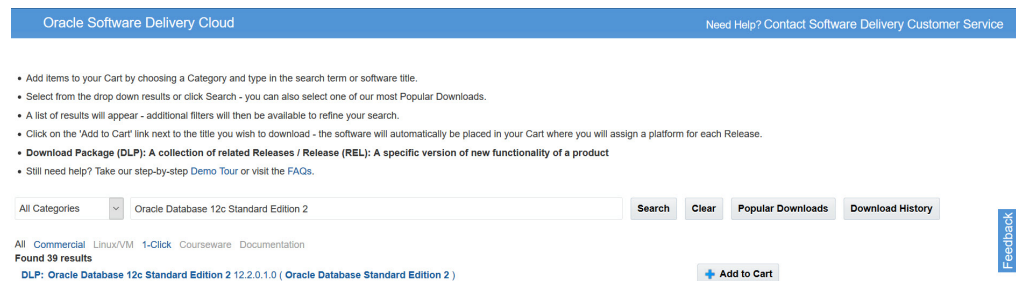 Oracle Software Delivery Cloud
Need Help? Contact Software Delivery Customer Service
• Add items to your Cart by choosing a Category and type in the search term or software title.
• Select from the drop down results or click Search - you can also select one of our most Popular Downloads.
• A list of results will appear - additional filters will then be available to refine your search.
• Click on the 'Add to Cart' link next to the title you wish to download - the software will automatically be placed in your Cart where you will assign a platform for each Release.
• Download Package (DLP): A collection of related Releases / Release (REL): A specific version of new functionality of a product
• Still need help? Take our step-by-step Demo Tour or visit the FAQs.
All Categories Oracle Database 12c Standard Edition 2 Search Clear Popular Downloads Download History
Feedback
All Commercial Linux/VM 1-Click Courseware Documentation
Found 39 results
DLP: Oracle Database 12c Standard Edition 2 12.2.0.1.0 ( Oracle Database Standard Edition 2 ) Add to Cart